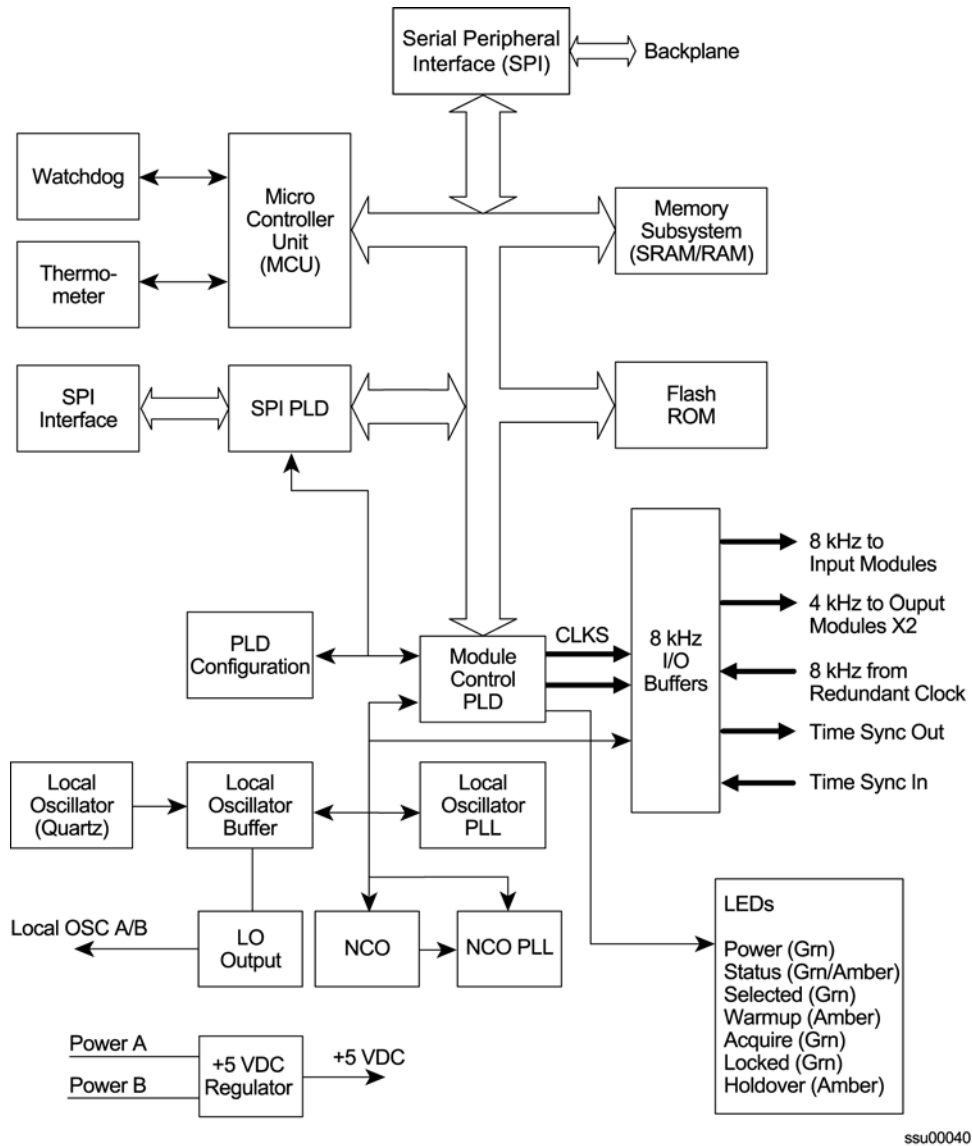 Serial Peripheral
Interface (SPI)
Backplane
Watchdog
Micro
Controller
Unit
(MCU)
Memory
Subsystem
(SRAM/RAM)
Thermo-
meter
SPI
Interface
SPI PLD
Flash
ROM
8 kHz to
Input Modules
4 kHz to Ouput
Modules X2
8 kHz from
Redundant Clock
Time Sync Out
Time Sync In
CLKS
8 kHz
I/O
Buffers
PLD
Configuration
Module
Control
PLD
Local
Oscillator
(Quartz)
Local
Oscillator
Buffer
Local
Oscillator
PLL
Local OSC A/B
LO
Output
NCO
NCO PLL
LEDs
Power (Grn)
Status (Grn/Amber)
Selected (Grn)
Warmup (Amber)
Acquire (Grn)
Locked (Grn)
Holdover (Amber)
Power A
Power B
+5 VDC
Regulator
+5 VDC
ssu00040